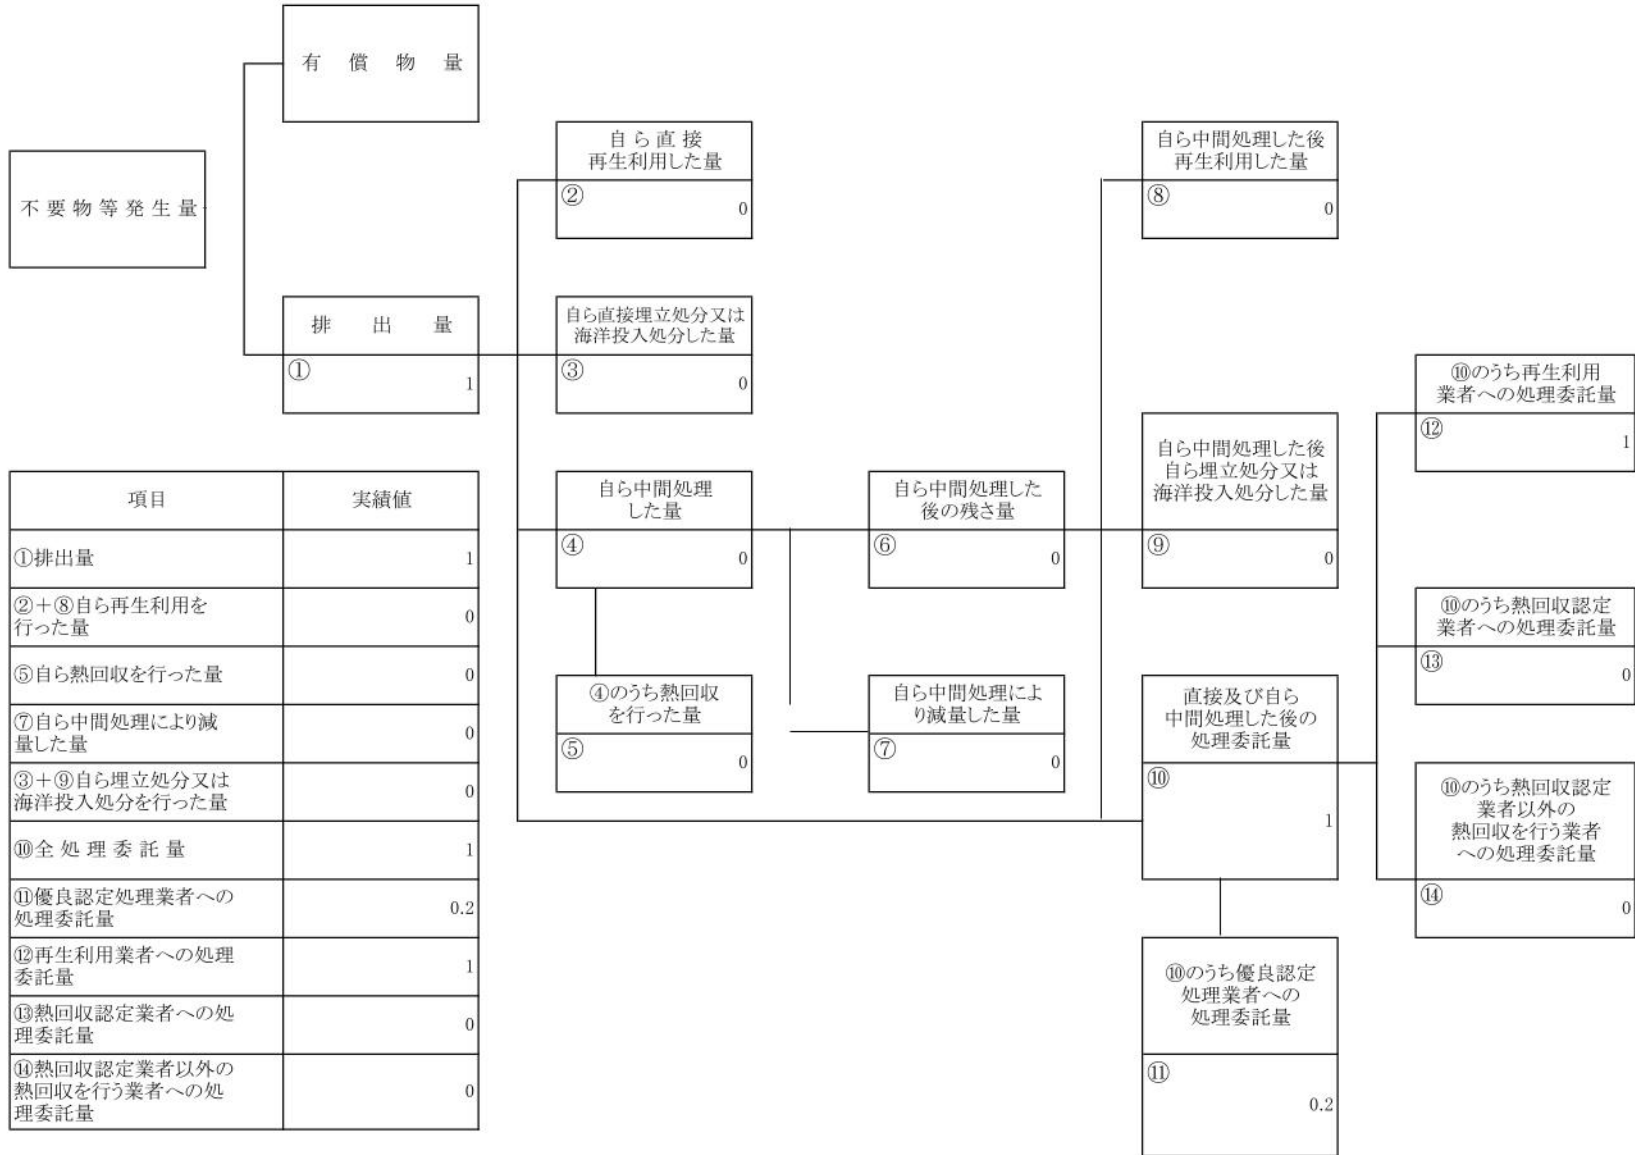 有 償 物 量
不 要 物 等 発 生 量
自 ら 直 接
再生利用した量
②
0
自ら中間処理した後
再生利用した量
⑧
0
排 出 量
①
1
自ら直接埋立処分又は
海洋投入処分した量
③
0
⑩のうち再生利用
業者への処理委託量
⑫
1
自ら中間処理
した量
④
0
自ら中間処理した
後の残さ量
⑥
0
自ら中間処理した後
自ら埋立処分又は
海洋投入処分した量
⑨
0
⑩のうち熱回収認定
業者への処理委託量
⑬
0
④のうち熱回収
を行った量
⑤
0
自ら中間処理によ
り減量した量
⑦
0
直接及び自ら
中間処理した後の
処理委託量
⑩
1
⑩のうち熱回収認定
業者以外の
熱回収を行う業者
への処理委託量
⑭
0
⑩のうち優良認定
処理業者への
処理委託量
⑪
0.2
項目 実績値
①排出量 1
②+⑧自ら再生利用を
行った量 0
⑤自ら熱回収を行った量 0
⑦自ら中間処理により減
量した量 0
③+⑨自ら埋立処分又は
海洋投入処分を行った量 0
⑩全 処 理 委 託 量 1
⑪優良認定処理業者への
処理委託量 0.2
⑫再生利用業者への処理
委託量 1
⑬熱回収認定業者への処
理委託量 0
⑭熱回収認定業者以外の
熱回収を行う業者への処
理委託量 0